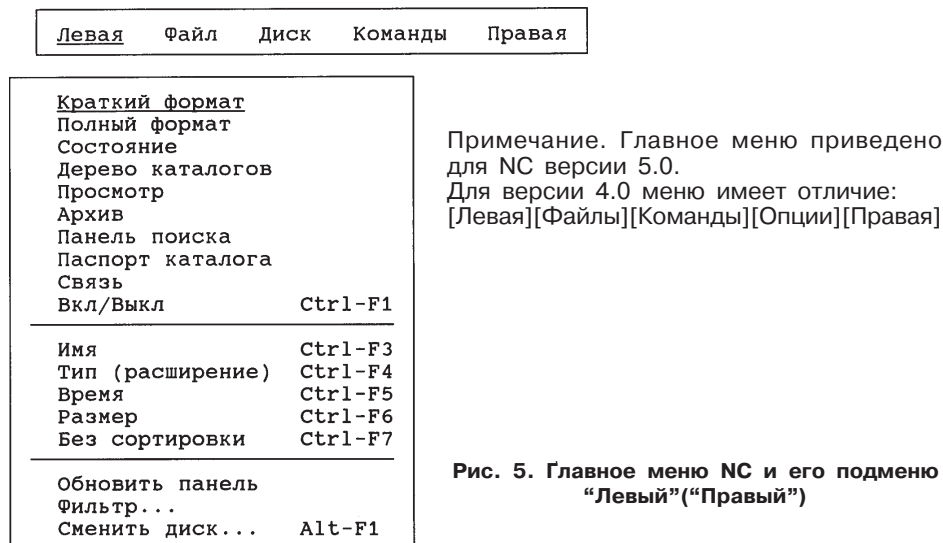 Левая Файл Диск Команды Правая
Краткий формат
Полный формат
Состояние
Дерево каталогов
Просмотр
Архив
Панель поиска
Паспорт каталога
Связь
Вкл/Выкл Ctrl-F1
Имя Ctrl-F3
Тип (расширение) Ctrl-F4
Время Ctrl-F5
Размер Ctrl-F6
Без сортировки Ctrl-F7
Обновить панель
Фильтр...
Сменить диск... Alt-F1
Примечание. Главное меню приведено
для NC версии 5.0.
Для версии 4.0 меню имеет отличие:
[Левая][Файлы][Команды][Опции][Правая]
Рис. 5. Главное меню NC и его подменю
“Левый”(“Правый”)